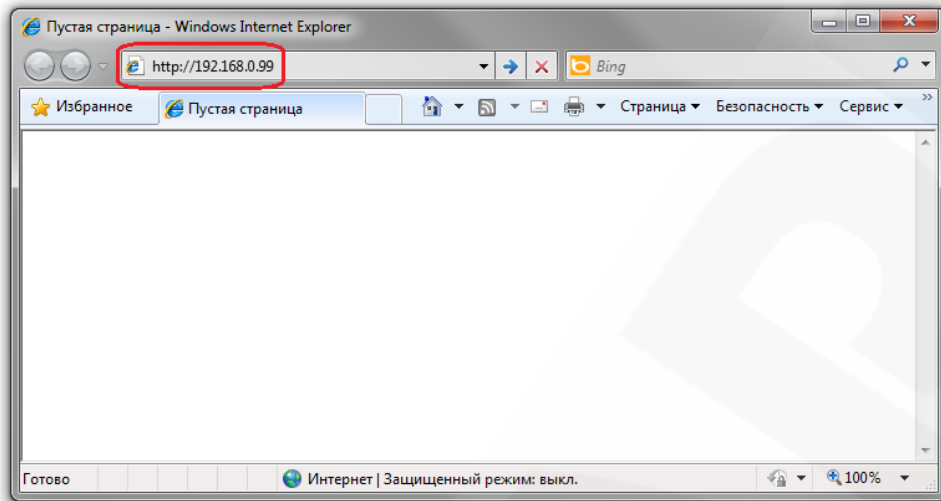 Пустая страница - Windows Internet Explorer
http://192.168.0.99 Bing
Избранное Пустая страница Страница Безопасность Сервис »
Готово Интернет | Защищенный режим: выкл. 100%